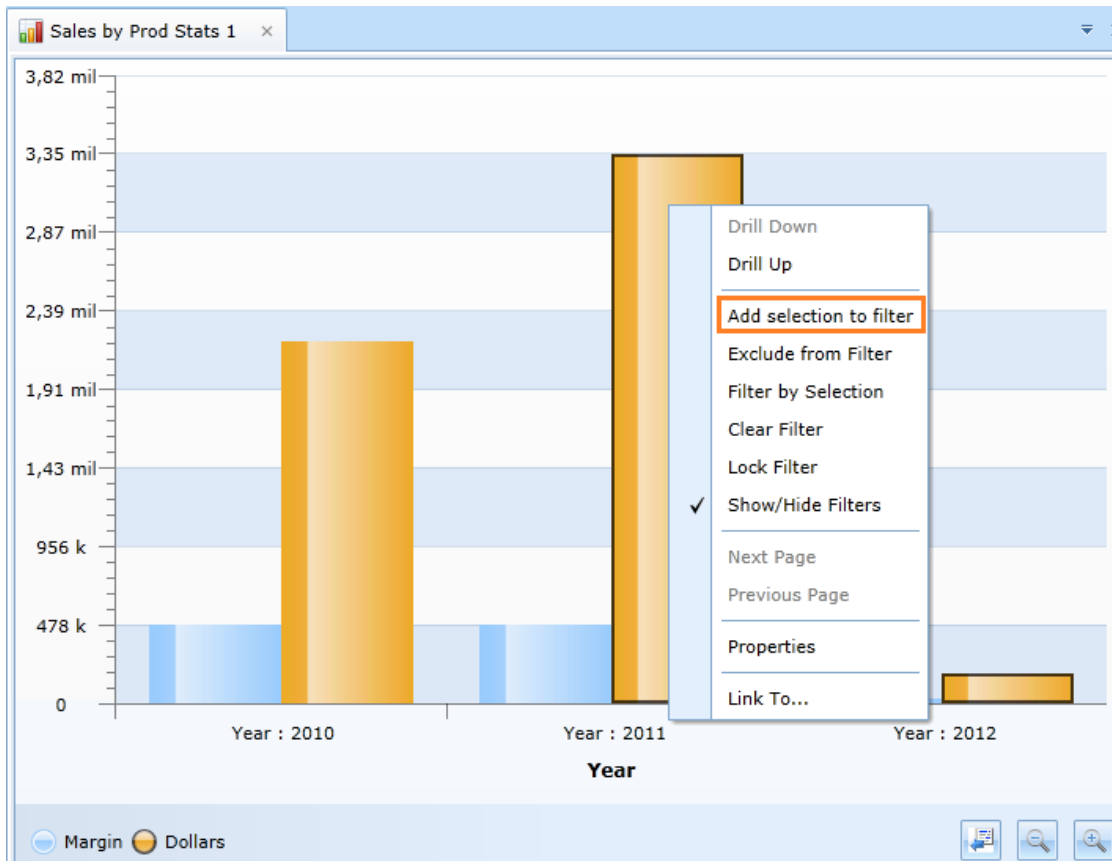 Sales by Prod Stats 1
3,82 mil
3,35 mil
2,87 mil
2,39 mil
1,91 mil
1,43 mil
956 k
478 k
0
Drill Down
Drill Up
Add selection to filter
Exclude from Filter
Filter by Selection
Clear Filter
Lock Filter
Show/Hide Filters
Next Page
Previous Page
Properties
Link To...
Year : 2010
Year : 2011
Year : 2012
Year
Margin
Dollars